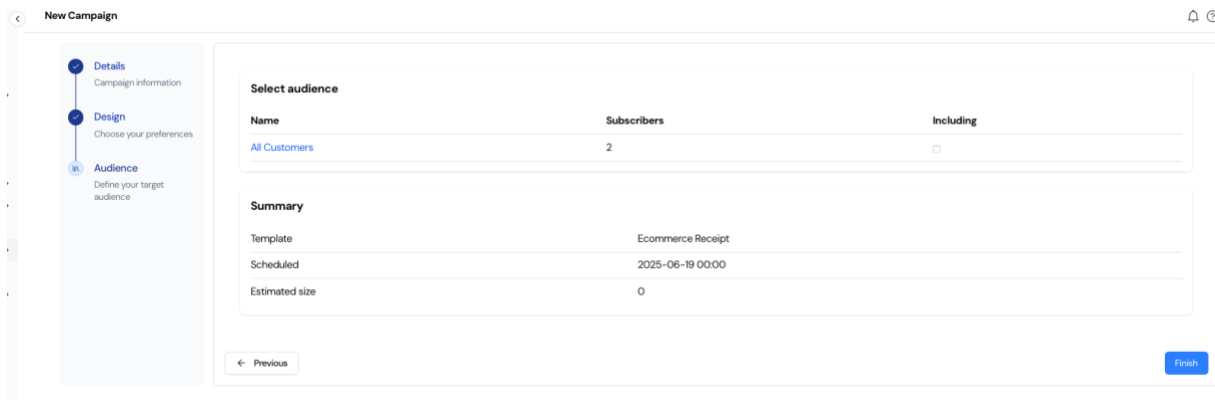 New Campaign
Details
Campaign information
Design
Choose your preferences
Audience
Define your target
audience
Select audience
Name Subscribers Including
All Customers 2
Summary
Template Ecommerce Receipt
Scheduled 2025-06-19 00:00
Estimated size 0
← Previous
Finish